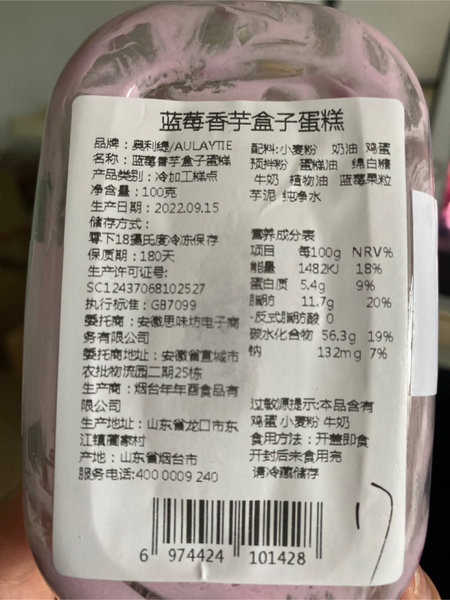 蓝莓香芋盒子蛋糕
品牌：奥利缇/AULAYTIE
名称：蓝莓香芋盒子蛋糕
产品类别：冷加工糕点
净含量：100克
生产日期：2022.09.15
储存方式：
零下18摄氏度冷冻保存
保质期：180天
生产许可证号：
SC12437068102527
执行标准：GB7099
委托商：安徽思味坊电子商
务有限公司
委托商地址：安徽省宣城市
农批物流园二期25栋
生产商：烟台年年酉食品有
限公司
生产地址：山东省龙口市东
江镇蔺家村
产地：山东省烟台市
服务电话:400 0009 240
配料:小麦粉 奶油 鸡蛋
预拌粉 蛋糕油 绵白糖
牛奶 植物油 蓝莓果粒
芋泥 纯净水
营养成分表
项目 每100g NRV%
能量 1482KJ 18%
蛋白质 5.4g 9%
脂肪 11.7g 20%
-反式脂肪酸 0
碳水化合物 56.3g 19%
钠 132mg 7%
过敏源提示:本品含有
鸡蛋 小麦粉 牛奶
食用方法：开盖即食
开封后未食用完
请冷藏储存
6 974424 101428